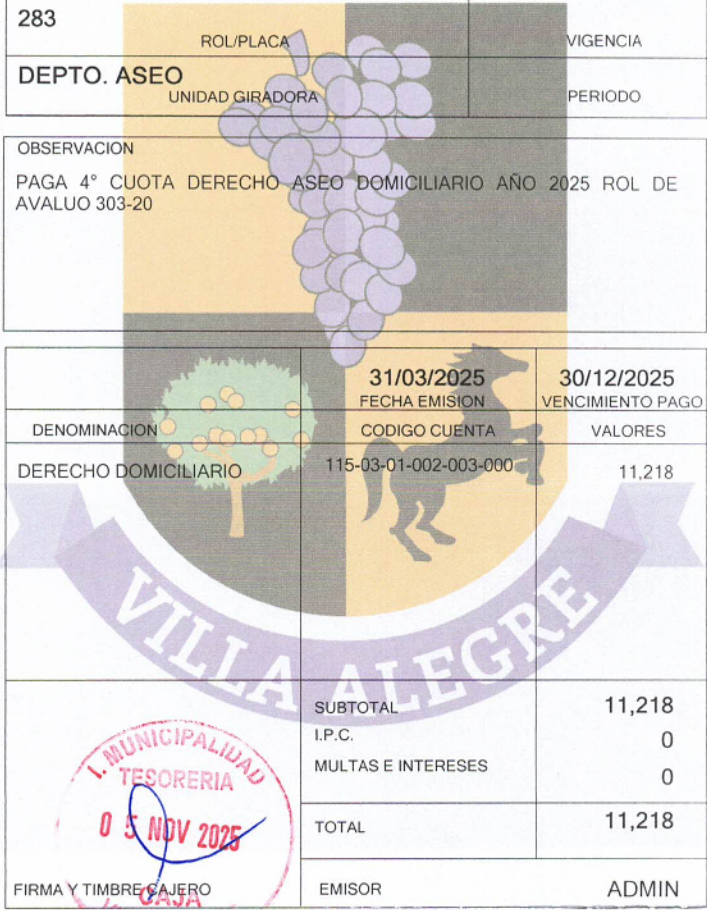 283
ROL/PLACA
VIGENCIA
DEPTO. ASEO
UNIDAD GIRADORA
PERIODO
OBSERVACION
PAGA 4° CUOTA DERECHO ASEO DOMICILIARIO AÑO 2025 ROL DE
AVALUO 303-20
31/03/2025 30/12/2025
FECHA EMISION VENCIMIENTO PAGO
DENOMINACION CODIGO CUENTA VALORES
DERECHO DOMICILIARIO 115-03-01-002-003-000 11,218
VILLA ALEGRE
SUBTOTAL 11,218
I.P.C. 0
MULTAS E INTERESES 0
TOTAL 11,218
I. MUNICIPALIDAD
TESORERIA
05 NOV 2025
CAJA
FIRMA Y TIMBRE CAJERO EMISOR ADMIN